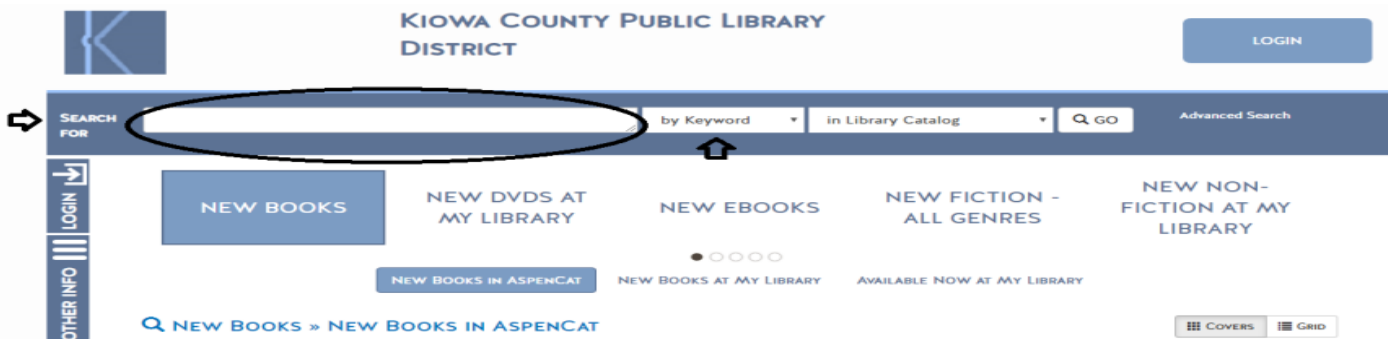 KIOWA COUNTY PUBLIC LIBRARY
DISTRICT
LOGIN
SEARCH
FOR
by Keyword
in Library Catalog
GO
Advanced Search
LOGIN
OTHER INFO
NEW BOOKS
NEW DVDS AT
MY LIBRARY
NEW EBOOKS
NEW FICTION -
ALL GENRES
NEW NON-
FICTION AT MY
LIBRARY
NEW BOOKS IN ASPENCAT
NEW BOOKS AT MY LIBRARY
AVAILABLE NOW AT MY LIBRARY
NEW BOOKS » NEW BOOKS IN ASPENCAT
COVERS
GRID